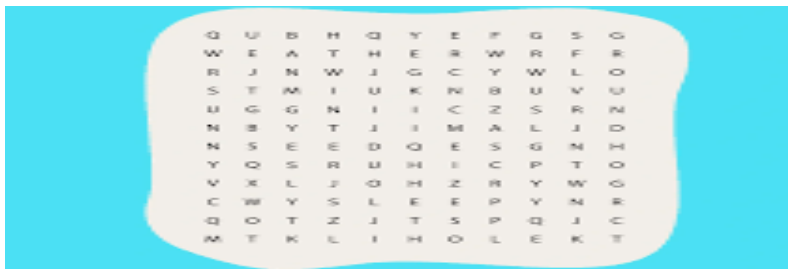 Q U B H Q Y E F G S G
W E A T H E R W R F R
R J N W J G C Y W L O
S T M I U K N B U V U
U G G N I I C Z S R N
N B Y T J I M A L J D
N S E E D Q E S G N H
Y Q S R U H I C P T O
V X L J O H Z R Y W G
C W Y S L E E P Y N R
Q O T Z J T S P Q J C
M T K L I H O L E K T